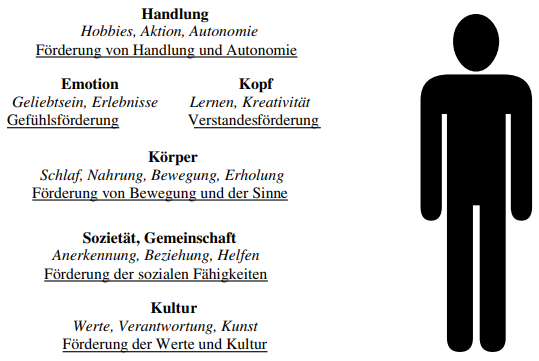 Handlung
Hobbies, Aktion, Autonomie
Förderung von Handlung und Autonomie
Emotion Kopf
Geliebtsein, Erlebnisse Lernen, Kreativität
Gefühlsförderung Verstandesförderung
Körper
Schlaf, Nahrung, Bewegung, Erholung
Förderung von Bewegung und der Sinne
Sozietät, Gemeinschaft
Anerkennung, Beziehung, Helfen
Förderung der sozialen Fähigkeiten
Kultur
Werte, Verantwortung, Kunst
Förderung der Werte und Kultur